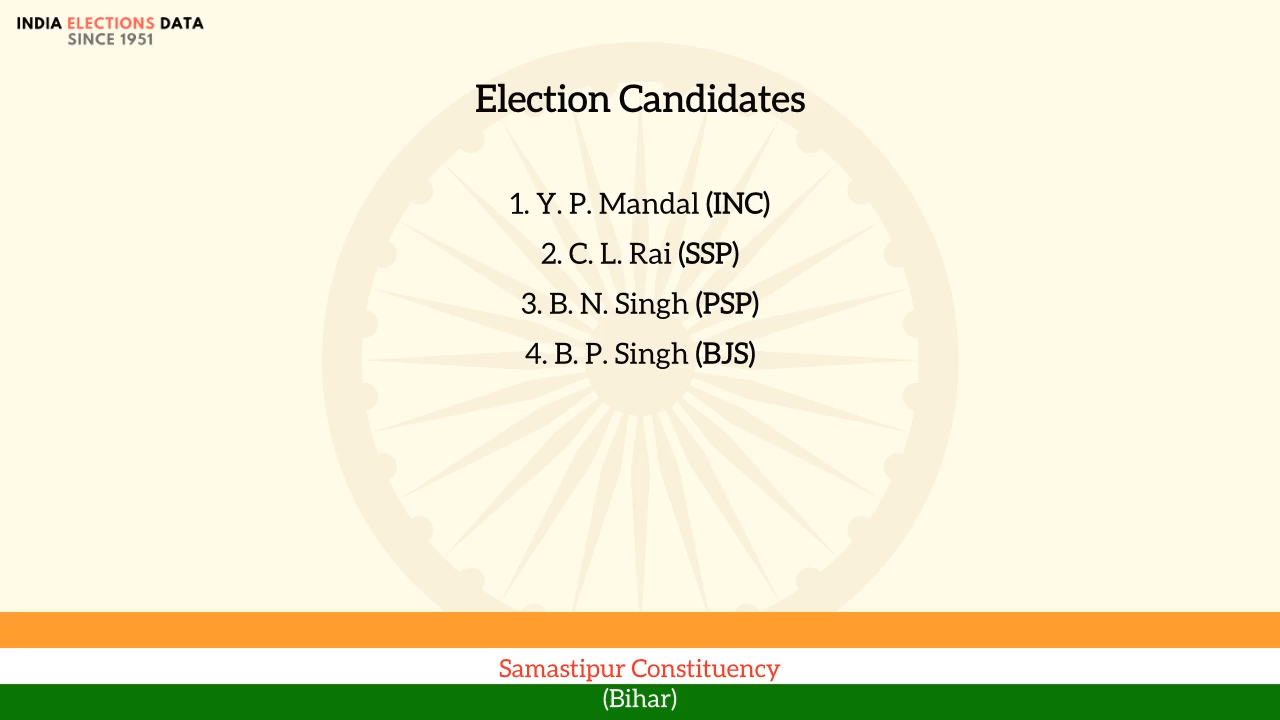 INDIA ELECTIONS DATA
SINCE 1951
Election Candidates
1. Y. P. Mandal (INC)
2. C. L. Rai (SSP)
3. B. N. Singh (PSP)
4. B. P. Singh (BJS)
Samastipur Constituency
(Bihar)